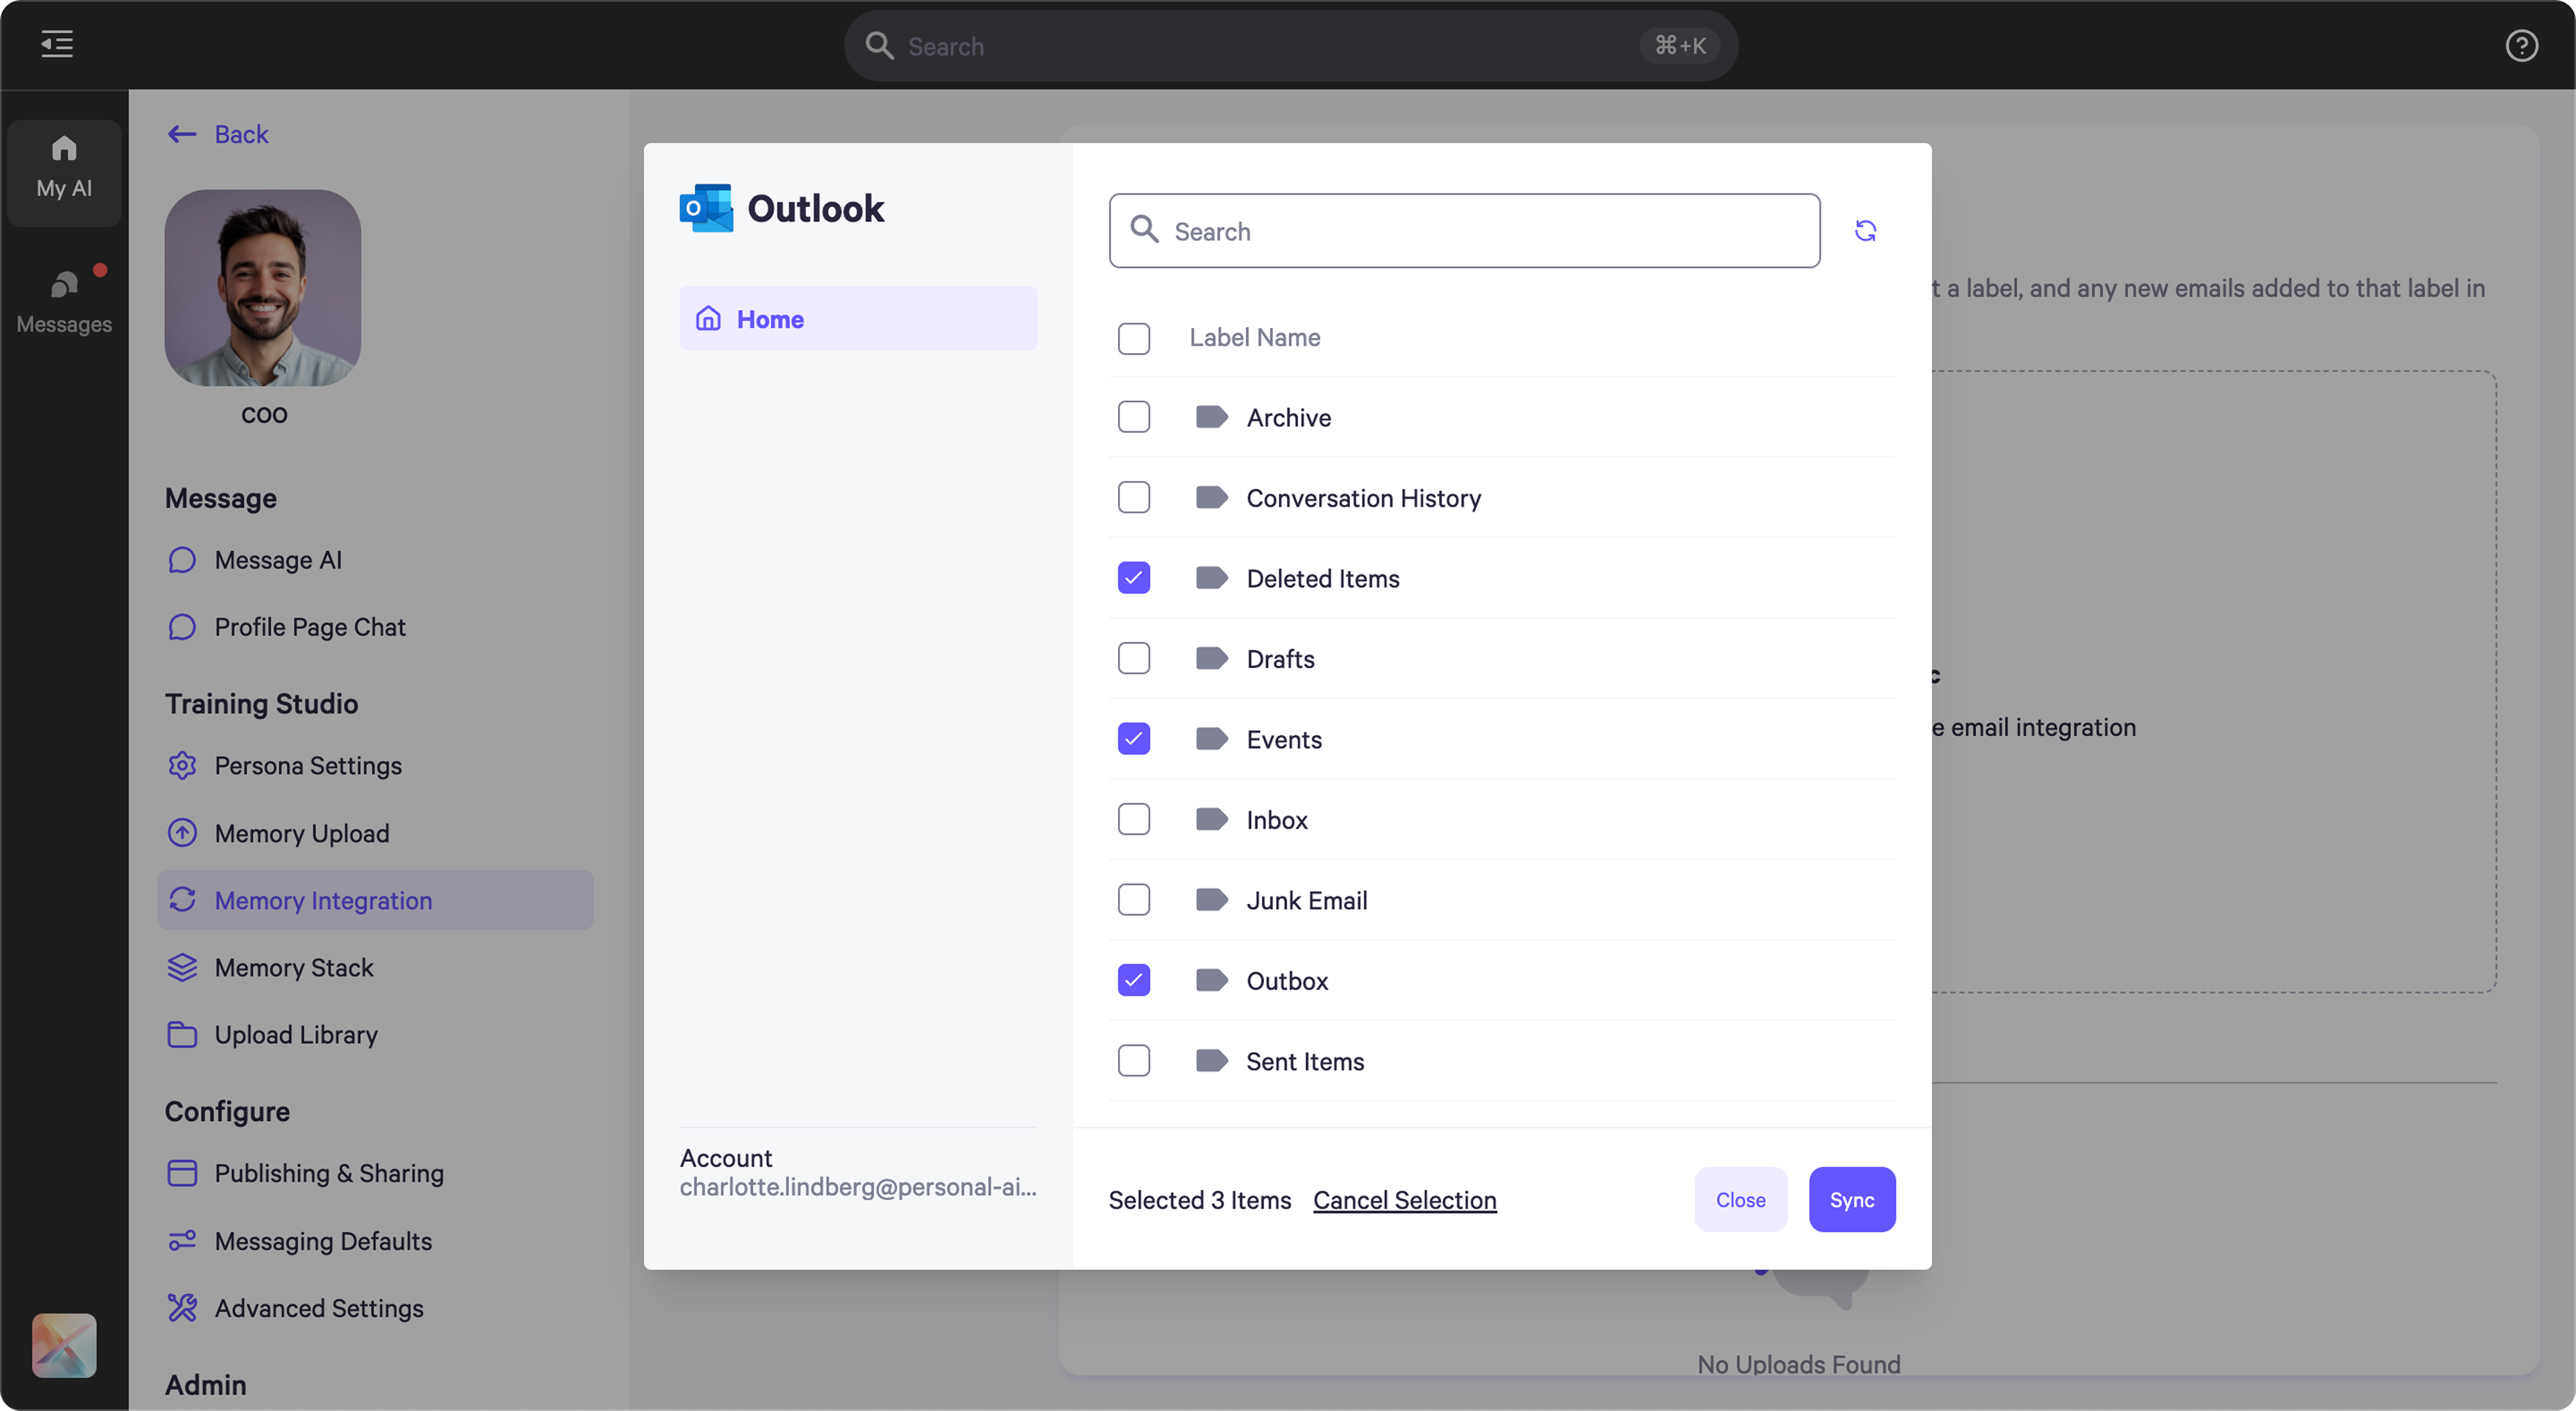 Search
⌘+K
My AI
Messages
Back
COO
Message
Message AI
Profile Page Chat
Training Studio
Persona Settings
Memory Upload
Memory Integration
Memory Stack
Upload Library
Configure
Publishing & Sharing
Messaging Defaults
Advanced Settings
Admin
Outlook
Home
Account
charlotte.lindberg@personal-ai...
Search
Label Name
Archive
Conversation History
Deleted Items
Drafts
Events
Inbox
Junk Email
Outbox
Sent Items
Selected 3 Items Cancel Selection
Close
Sync
t a label, and any new emails added to that label in
c
e email integration
No Uploads Found